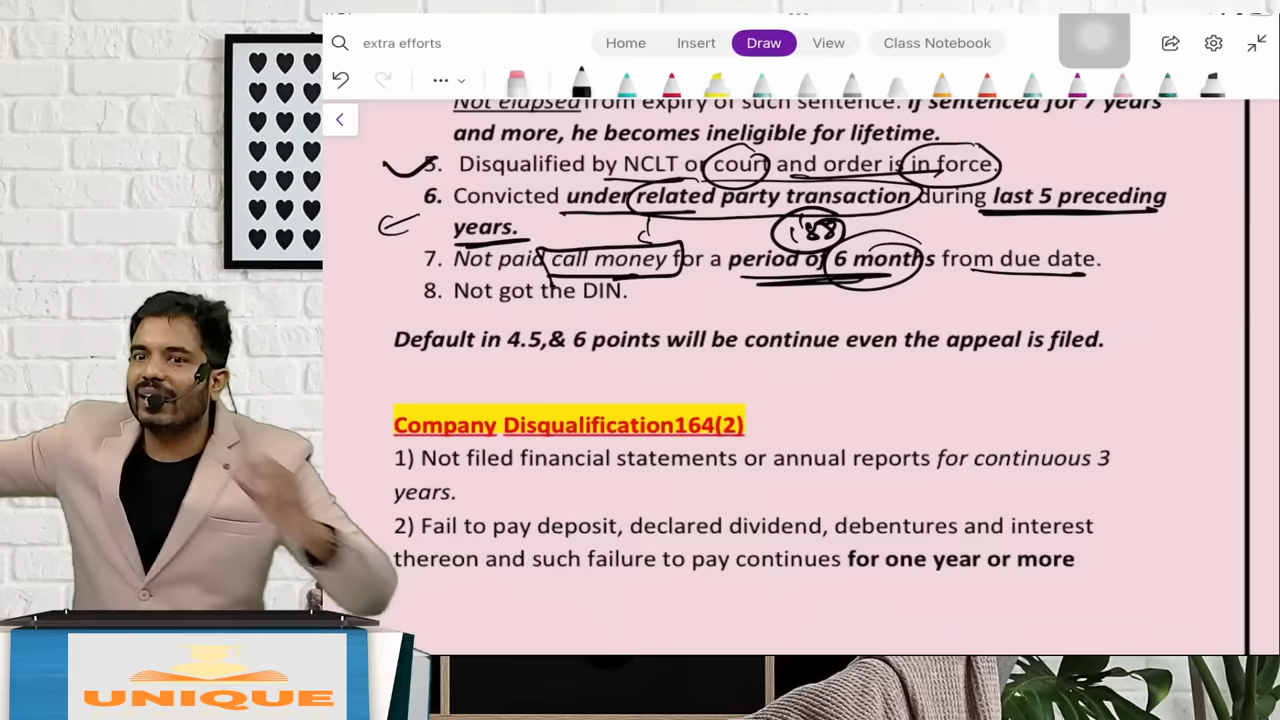 extra efforts
Home Insert Draw View Class Notebook
Not elapsed from expiry of such sentence. If sentenced for 7 years
and more, he becomes ineligible for lifetime.
5. Disqualified by NCLT or court and order is in force.
6. Convicted under related party transaction during last 5 preceding
years.
188
7. Not paid call money for a period of 6 months from due date.
8. Not got the DIN.
Default in 4.5,& 6 points will be continue even the appeal is filed.
Company Disqualification164(2)
1) Not filed financial statements or annual reports for continuous 3
years.
2) Fail to pay deposit, declared dividend, debentures and interest
thereon and such failure to pay continues for one year or more
UNIQUE